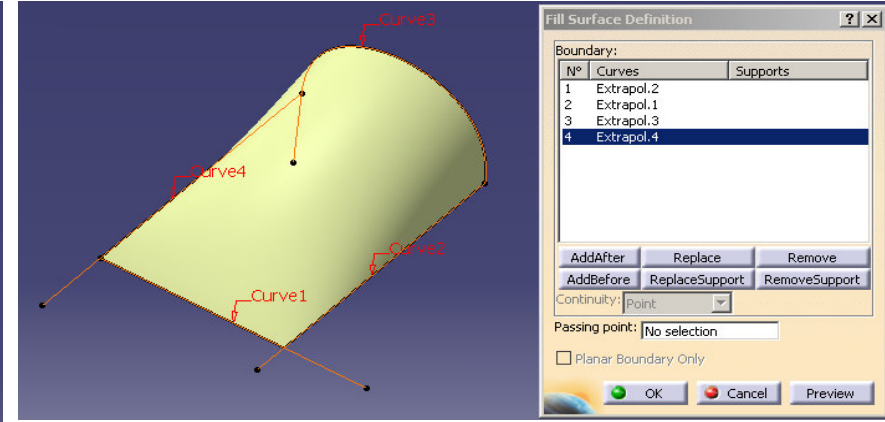 Curve3
Curve4
Curve2
Curve1
Fill Surface Definition
? X
Boundary:
N° Curves Supports
1 Extrapol.2
2 Extrapol.1
3 Extrapol.3
4 Extrapol.4
AddAfter Replace Remove
AddBefore ReplaceSupport RemoveSupport
Continuity: Point
Passing point: No selection
Planar Boundary Only
OK Cancel Preview